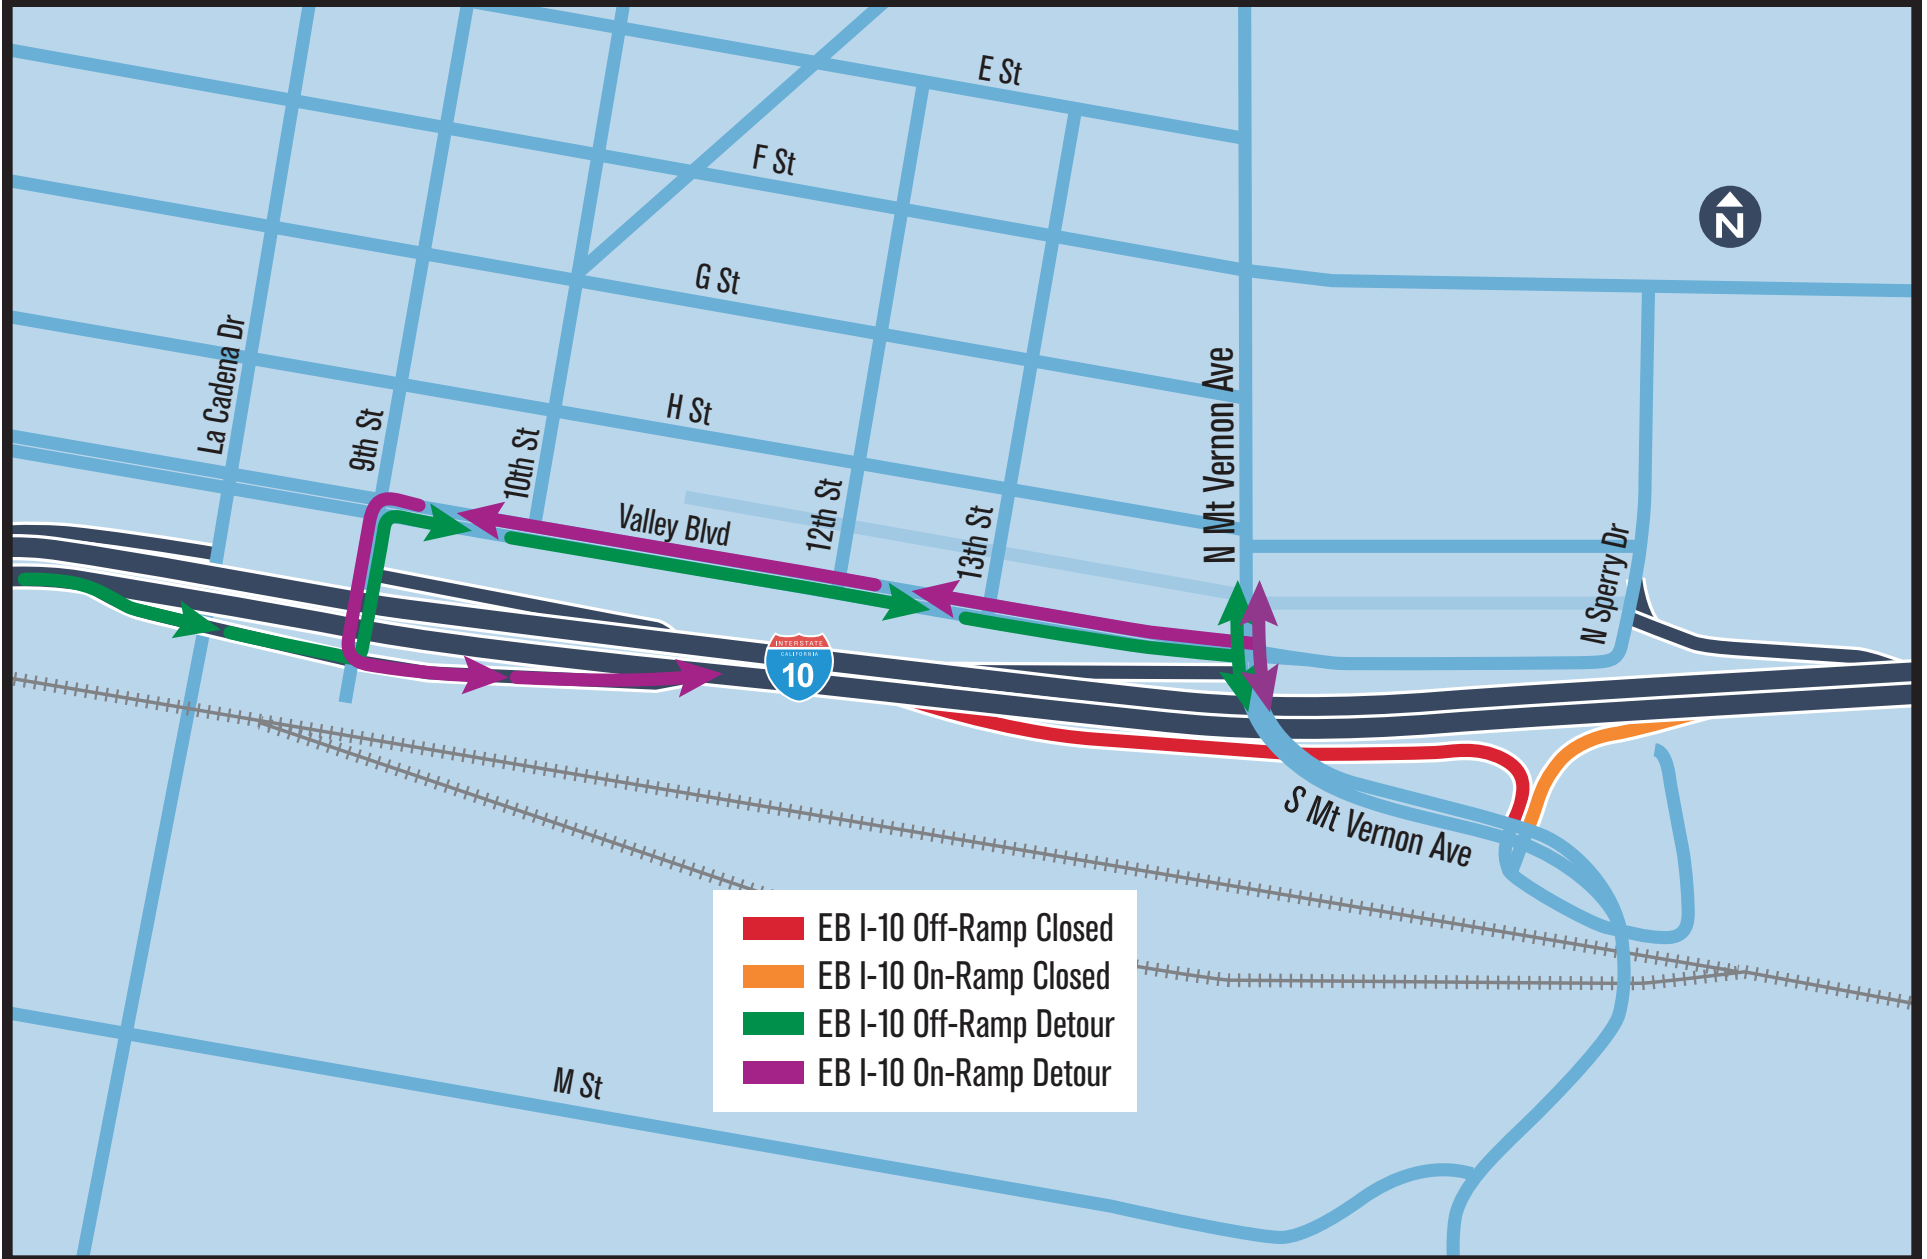 E St
F St
N
G St
La Cadena Dr
N Mt Vernon Ave
H St
9th St
10th St
12th St
Valley Blvd
13th St
N Sperry Dr
INTERSTATE
CALIFORNIA
10
S Mt Vernon Ave
EB I-10 Off-Ramp Closed
EB I-10 On-Ramp Closed
EB I-10 Off-Ramp Detour
EB I-10 On-Ramp Detour
M St